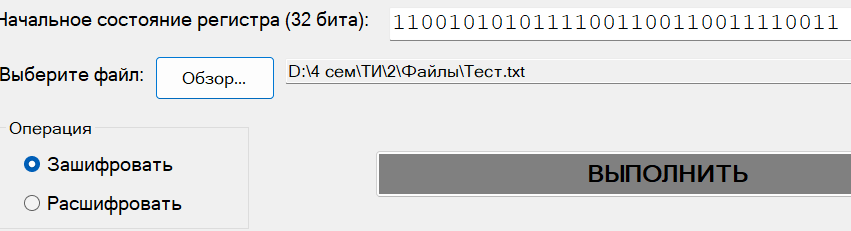 Начальное состояние регистра (32 бита): 11001010101111001100110011110011
Выберите файл: Обзор... D:\4 сем\ТИ\2\Файлы\Тест.txt
Операция
Зашифровать
ВЫПОЛНИТЬ
Расшифровать